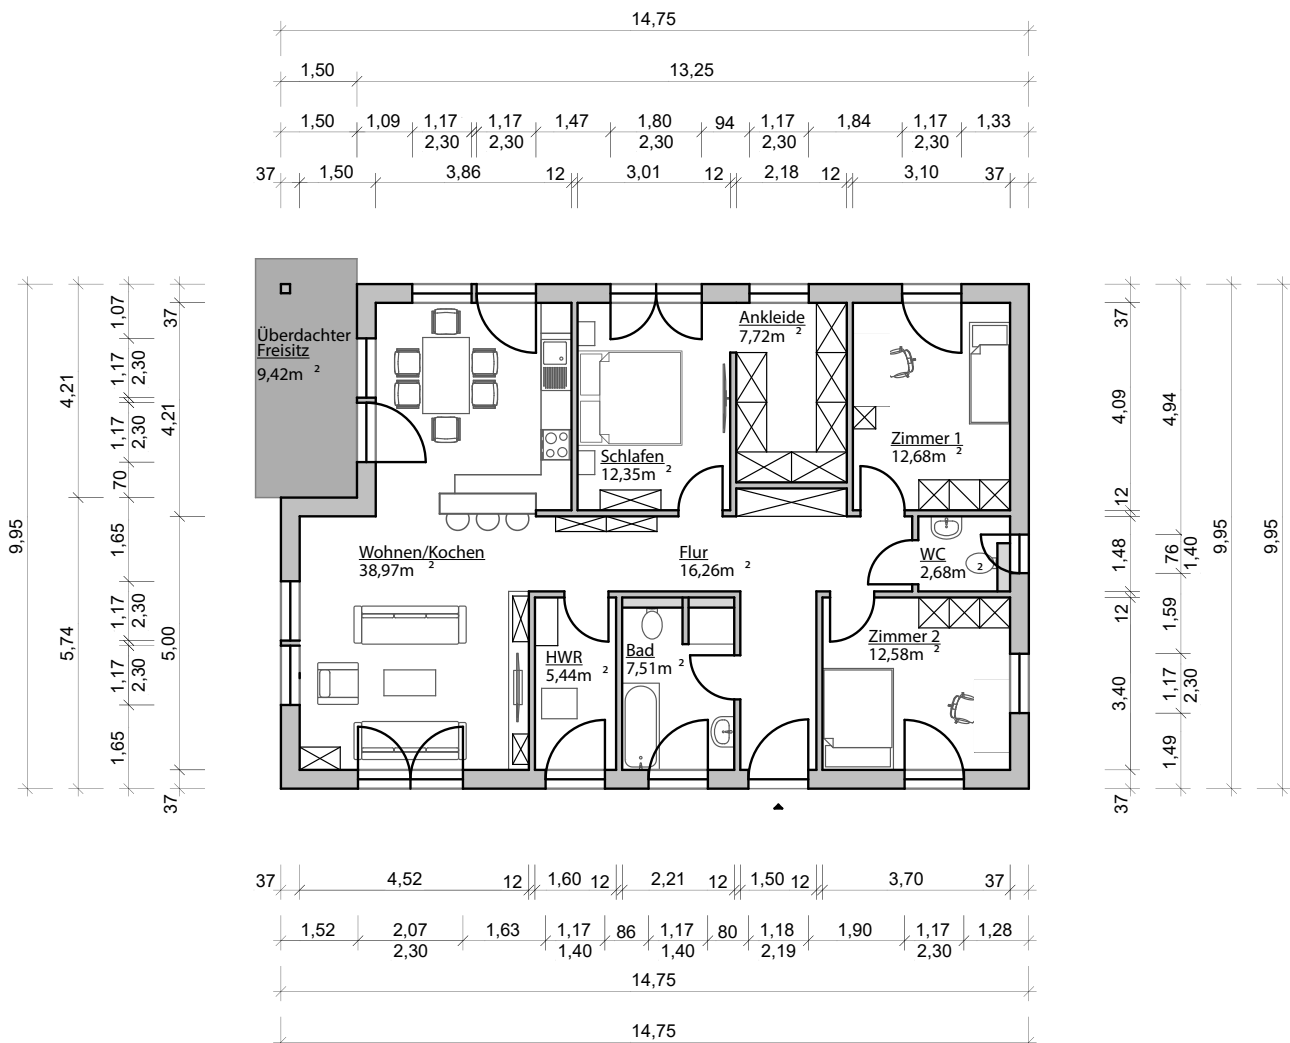 14,75
1,50 13,25
1,50 1,09 1,17 1,17 1,47 1,80 94 1,17 1,84 1,17 1,33
2,30 2,30 2,30 2,30 2,30
37 1,50 3,86 12 3,01 12 2,18 12 3,10 37
9,95
4,21
5,74
1,07
1,17
2,30
1,17
2,30
70
1,65
1,17
2,30
1,17
2,30
1,65
37
4,21
5,00
37
Überdachter
Freisitz
9,42m ²
Ankleide
7,72m ²
Schlafen
12,35m ²
Zimmer 1
12,68m ²
Wohnen/Kochen
38,97m ²
Flur
16,26m ²
WC
2,68m ²
HWR
5,44m ²
Bad
7,51m ²
Zimmer 2
12,58m ²
37
4,09
12
1,48
12
3,40
37
4,94
76
1,40
1,59
1,17
2,30
1,49
9,95
9,95
37 4,52 12 1,60 12 2,21 12 1,50 12 3,70 37
1,52 2,07 1,63 1,17 86 1,17 80 1,18 1,90 1,17 1,28
2,30 1,40 1,40 2,19 2,30
14,75
14,75